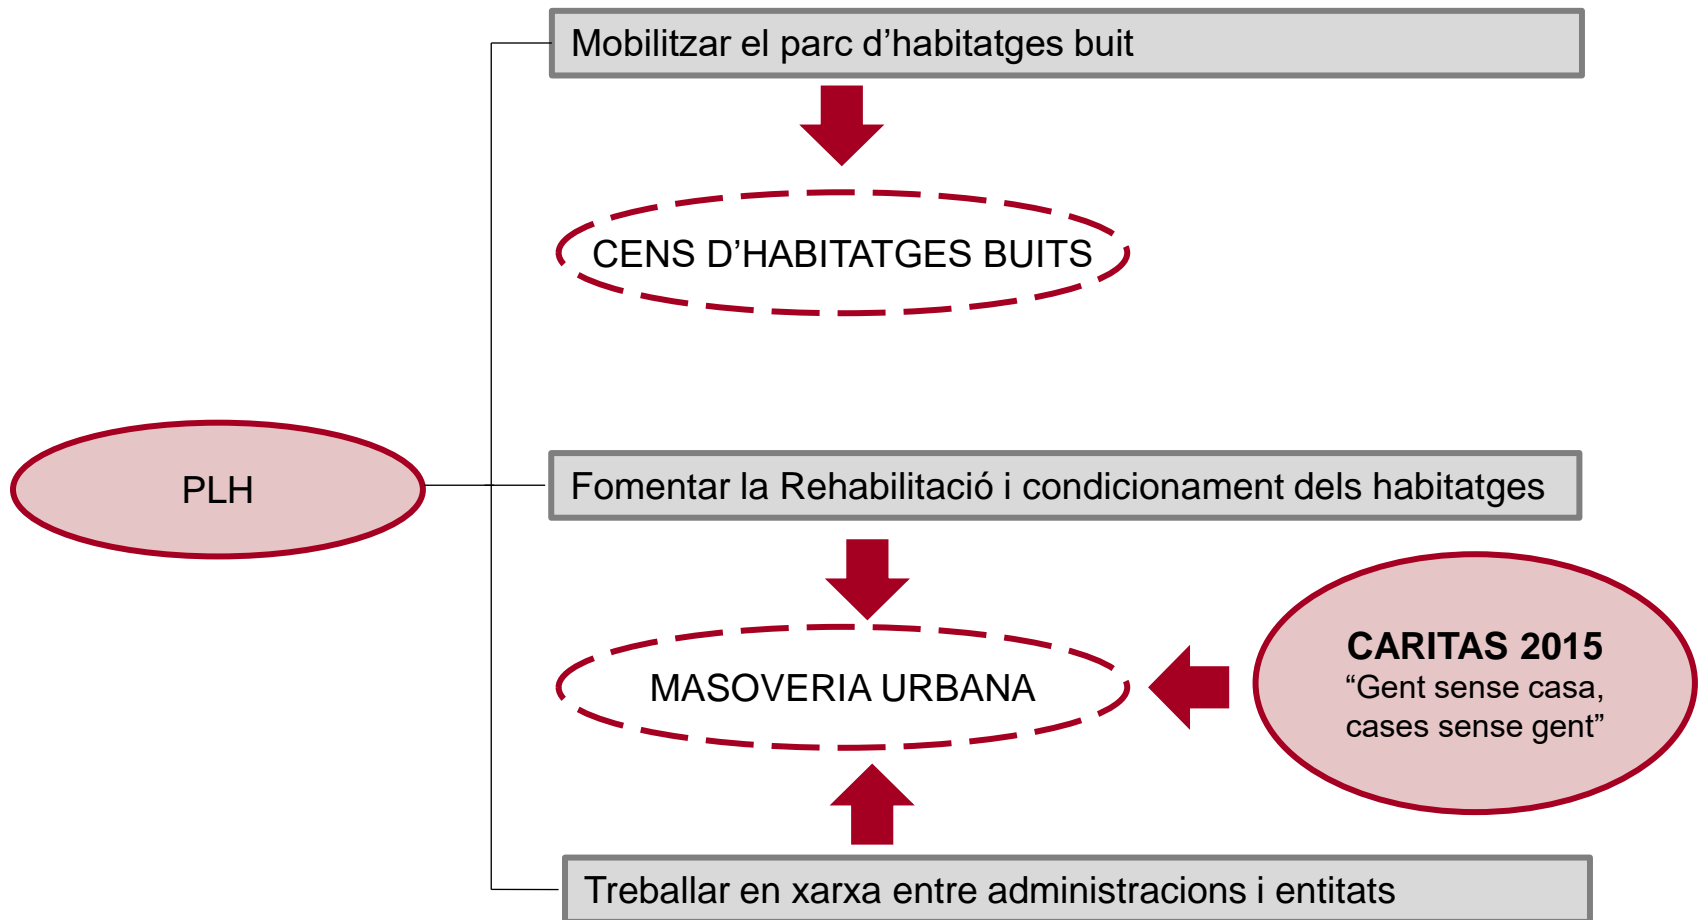 Mobilitzar el parc d’habitatges buit
CENS D’HABITATGES BUITS
PLH
Fomentar la Rehabilitació i condicionament dels habitatges
MASOVERIA URBANA
CARITAS 2015
“Gent sense casa,
cases sense gent”
Treballar en xarxa entre administracions i entitats